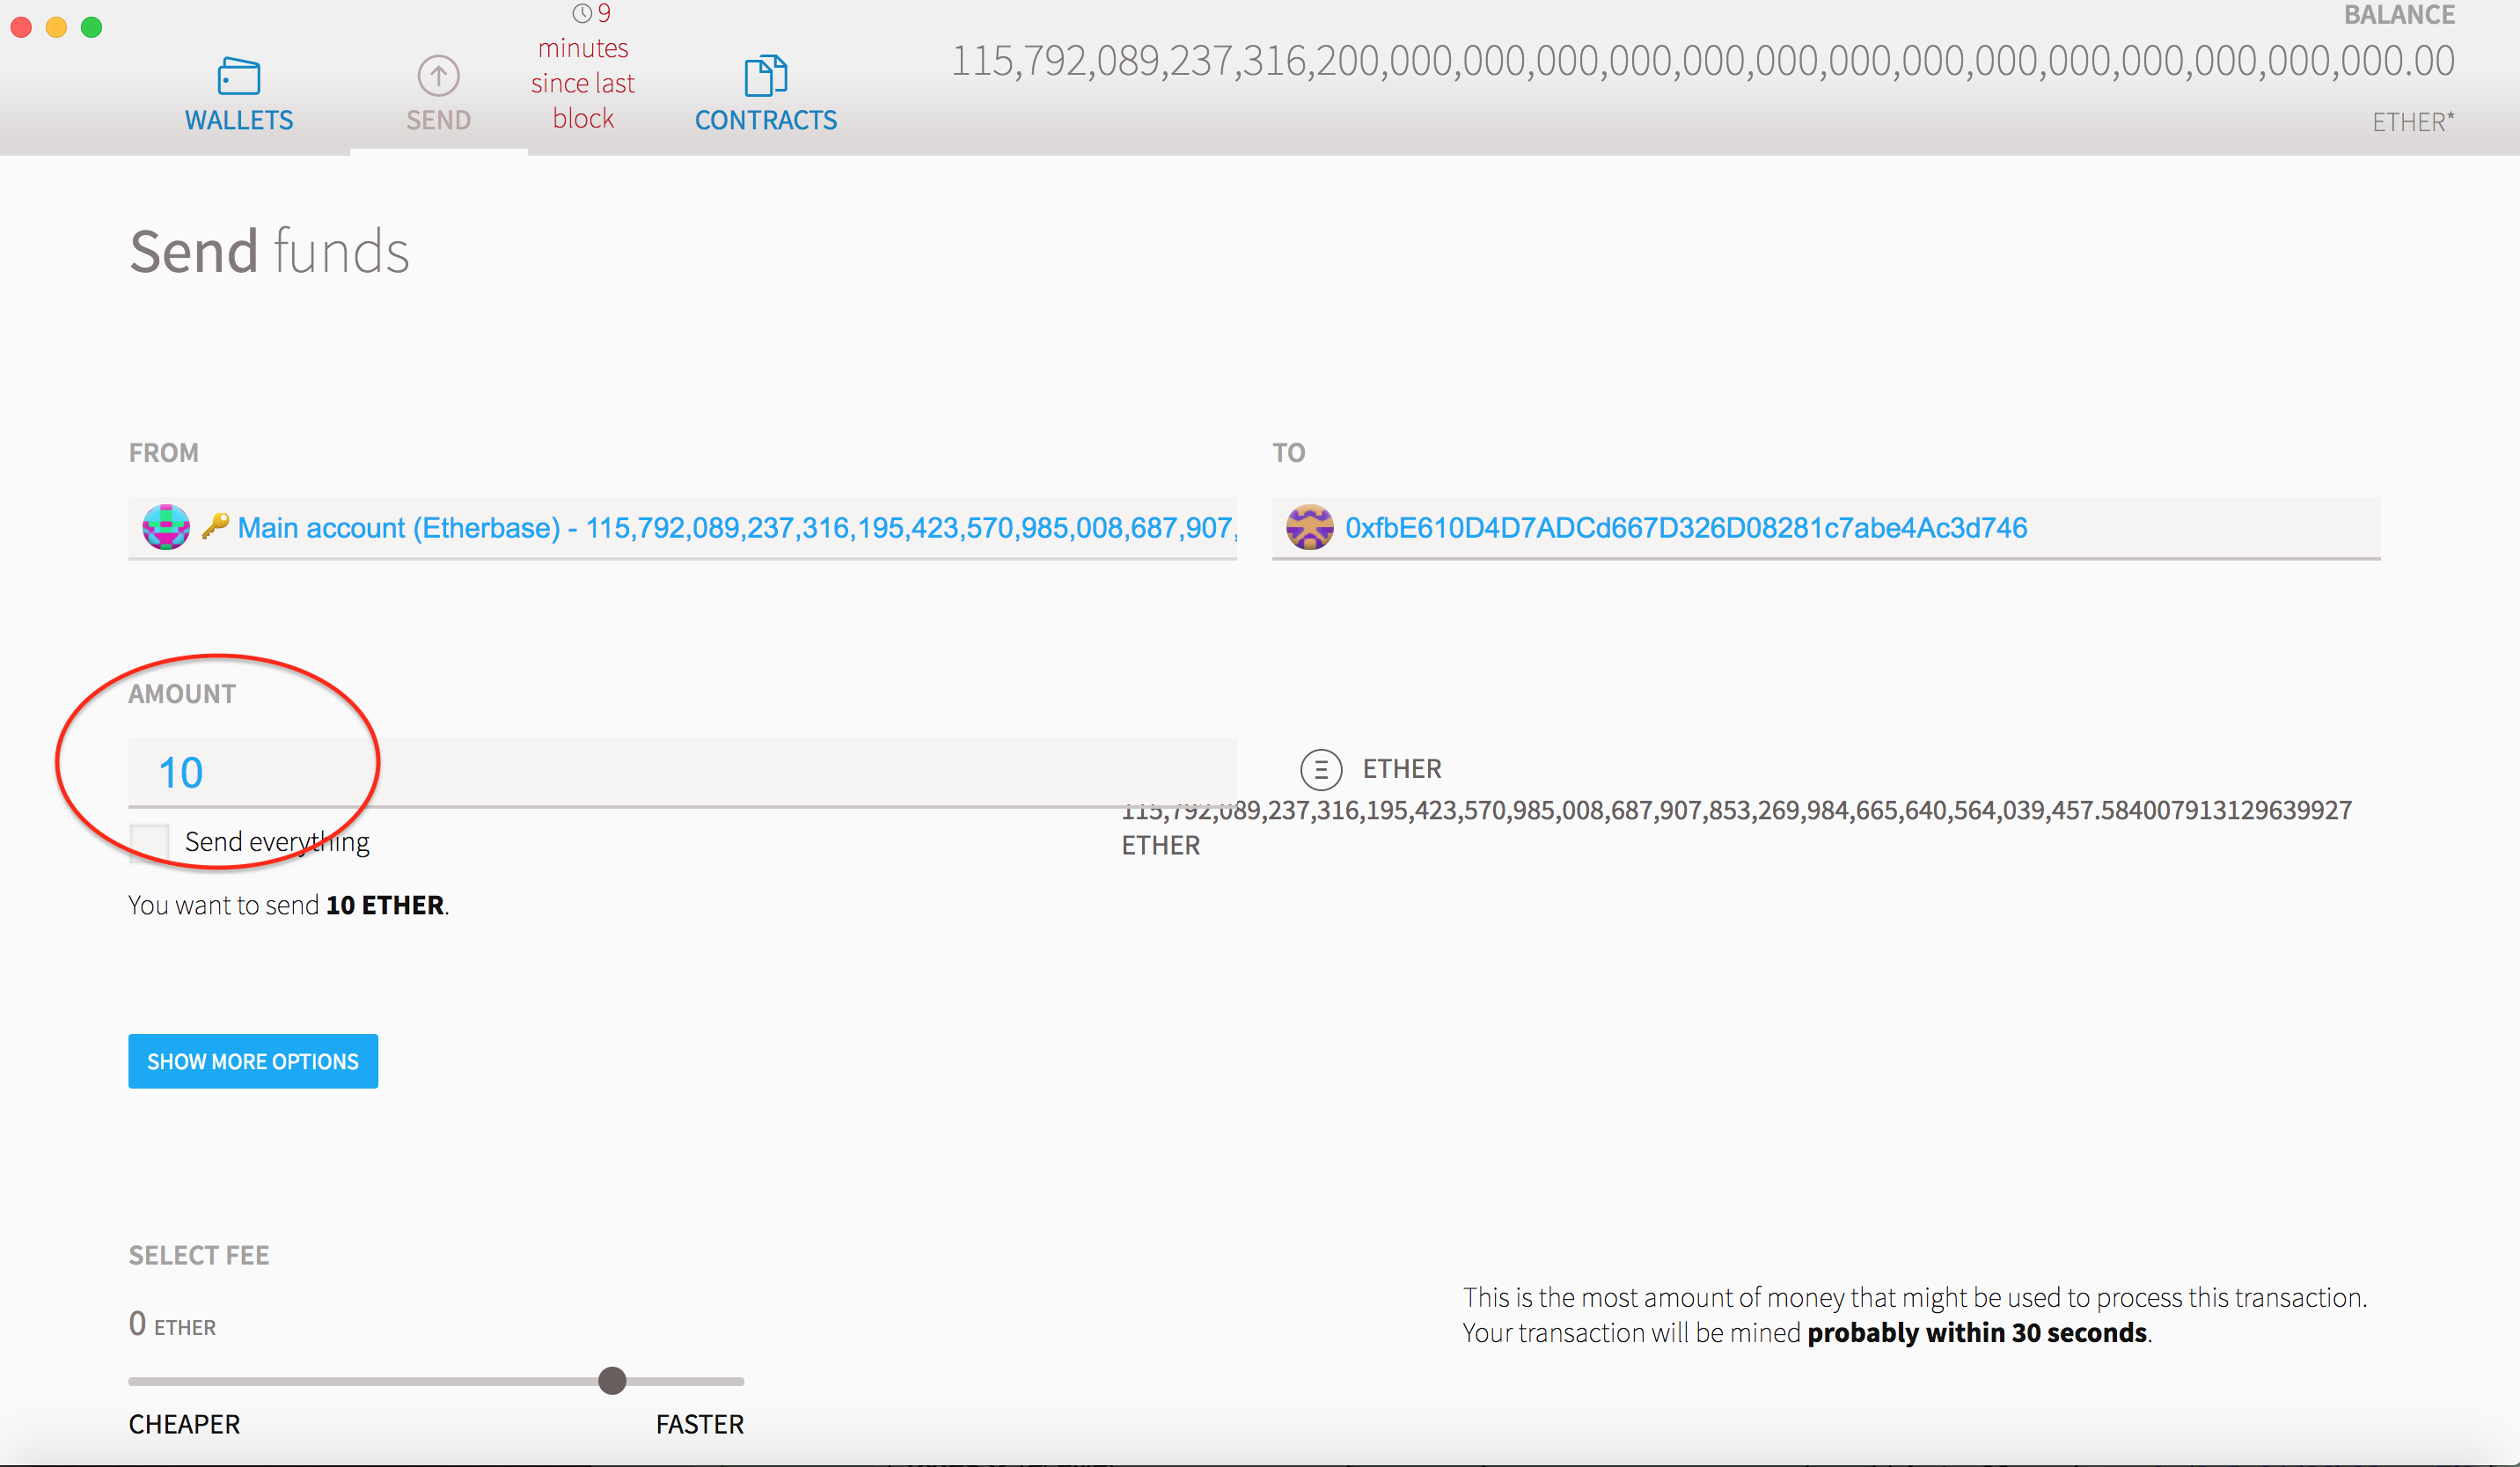 9
minutes
since last
block
WALLETS
SEND
CONTRACTS
BALANCE
115,792,089,237,316,200,000,000,000,000,000,000,000,000,000,000,000,000,000,000.00
ETHER*
Send funds
FROM
Main account (Etherbase) - 115,792,089,237,316,195,423,570,985,008,687,907,
TO
0xfbE610D4D7ADCd667D326D08281c7abe4Ac3d746
AMOUNT
10
ETHER
115,792,089,237,316,195,423,570,985,008,687,907,853,269,984,665,640,564,039,457.584007913129639927
ETHER
Send everything
You want to send 10 ETHER.
SHOW MORE OPTIONS
SELECT FEE
0 ETHER
CHEAPER
FASTER
This is the most amount of money that might be used to process this transaction.
Your transaction will be mined probably within 30 seconds.